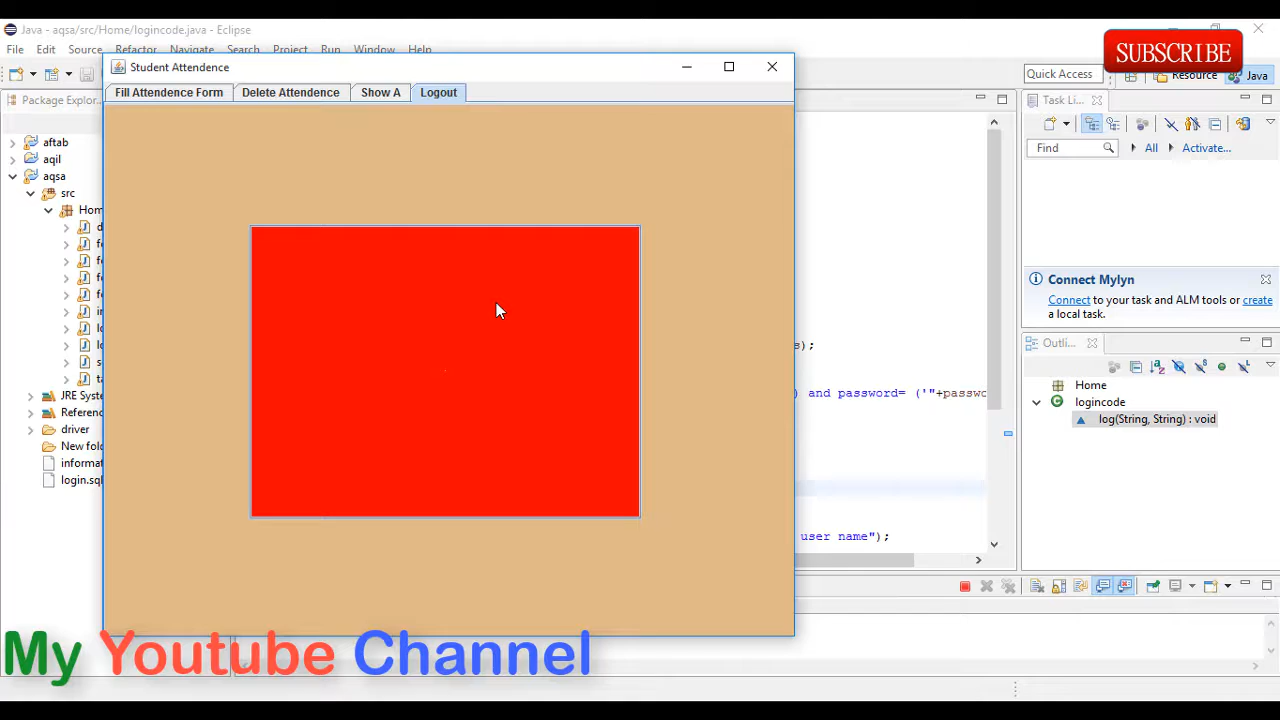 Java - aqsa/src/Home/logincode.java - Eclipse
File Edit Source Refactor Navigate Search Project Run Window Help
SUBSCRIBE
Student Attendence
Quick Access
Resource
Java
Fill Attendence Form
Delete Attendence
Show A
Logout
Package Explor
Task Li...
Find
All
Activate...
aftab
aqil
aqsa
src
Hom
JRE Syste
Reference
driver
New fold
informat
login.sql
Connect Mylyn
Connect to your task and ALM tools or create
a local task.
Outli...
Home
logincode
log(String, String) : void
s);
) and password= ('"+passwo
user name");
My Youtube Channel